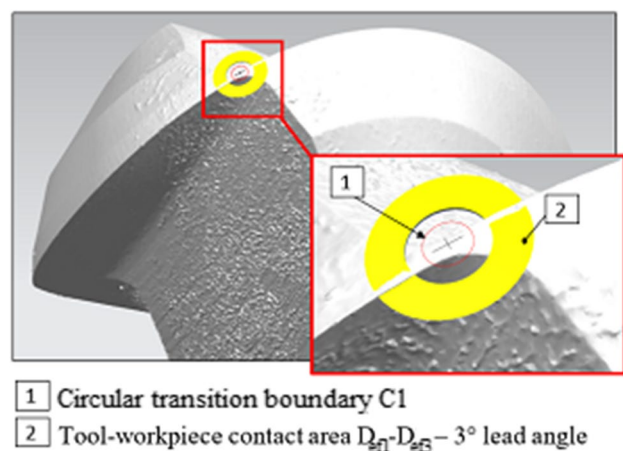 1
2
1 Circular transition boundary C1
2 Tool-workpiece contact area Def1-Def3 – 3° lead angle